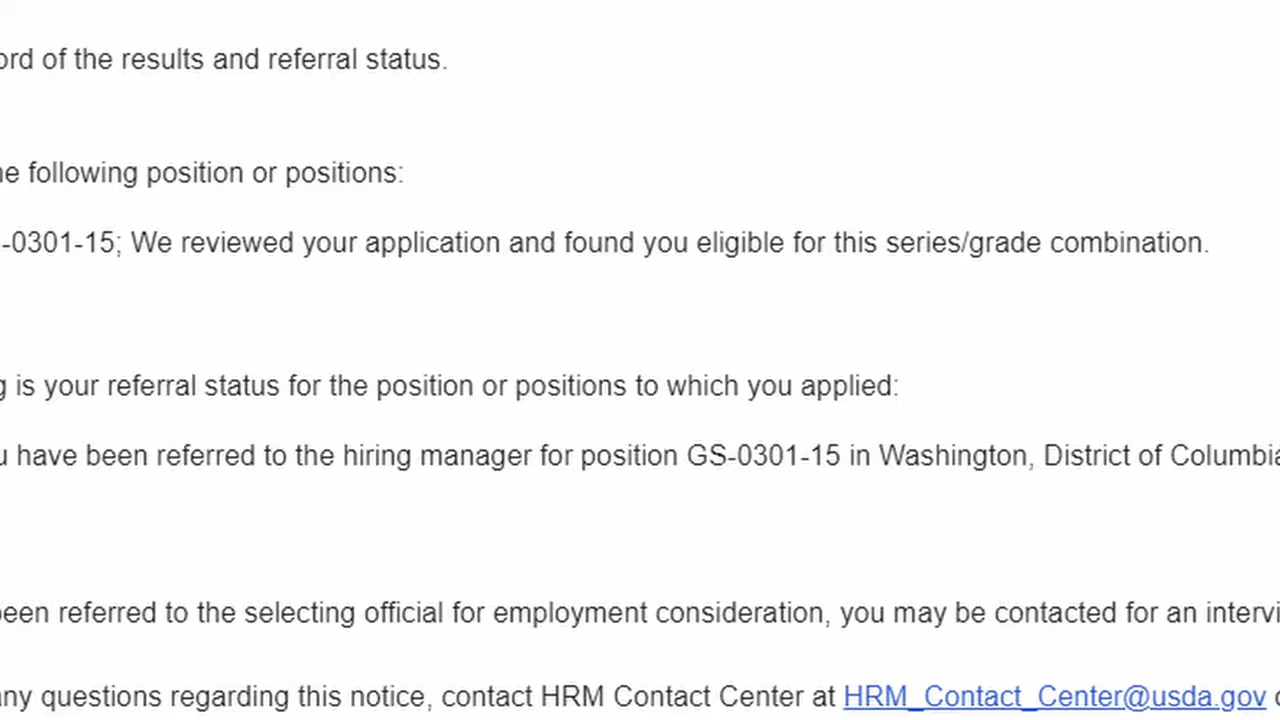 ord of the results and referral status.
he following position or positions:
-0301-15; We reviewed your application and found you eligible for this series/grade combination.
g is your referral status for the position or positions to which you applied:
u have been referred to the hiring manager for position GS-0301-15 in Washington, District of Columbia
been referred to the selecting official for employment consideration, you may be contacted for an intervi
any questions regarding this notice, contact HRM Contact Center at HRM_Contact_Center@usda.gov